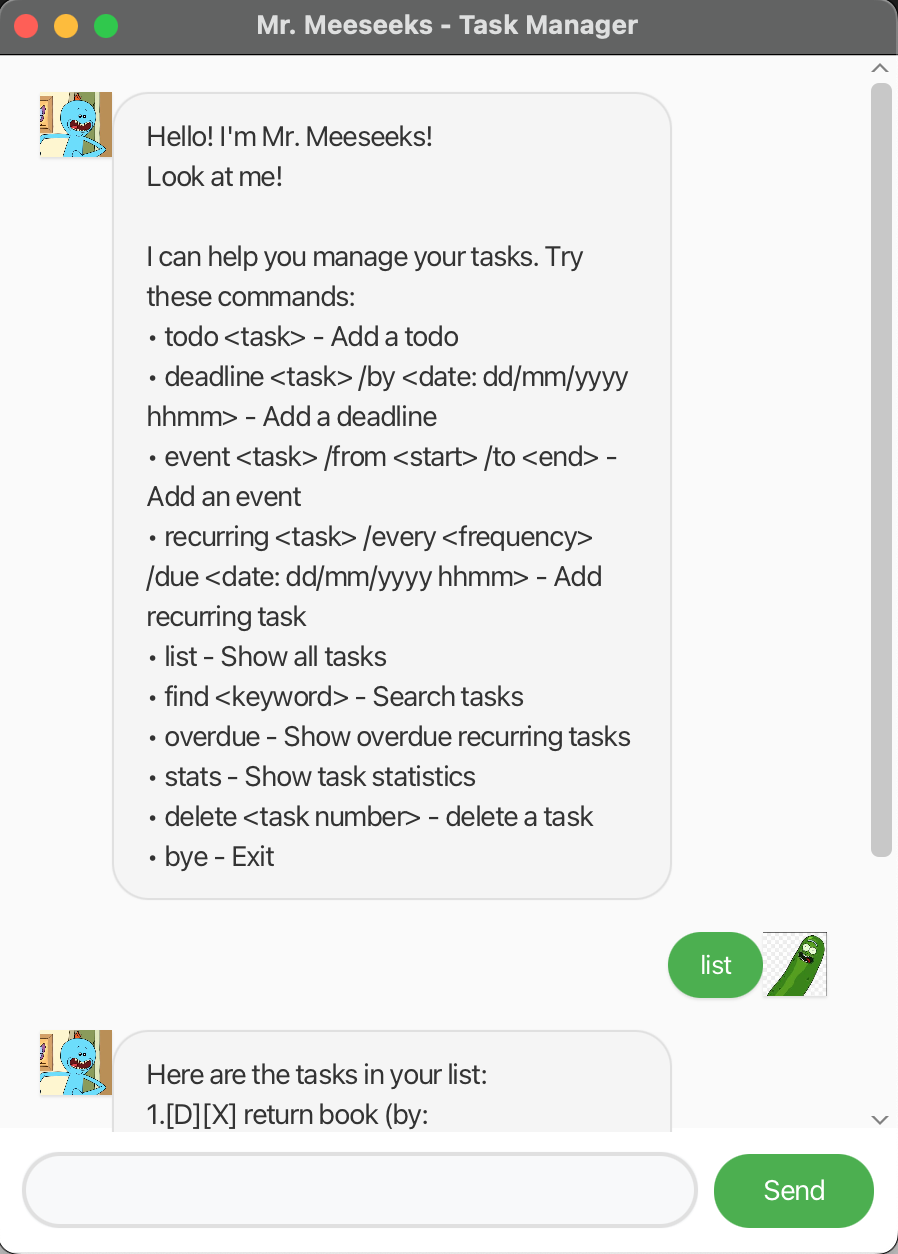 Mr. Meeseeks - Task Manager
Hello! I'm Mr. Meeseeks!
Look at me!
I can help you manage your tasks. Try
these commands:
• todo <task> - Add a todo
• deadline <task> /by <date: dd/mm/yyyy
hhmm> - Add a deadline
• event <task> /from <start> /to <end> -
Add an event
• recurring <task> /every <frequency>
/due <date: dd/mm/yyyy hhmm> - Add
recurring task
• list - Show all tasks
• find <keyword> - Search tasks
• overdue - Show overdue recurring tasks
• stats - Show task statistics
• delete <task number> - delete a task
• bye - Exit
list
Here are the tasks in your list:
1.[D][X] return book (by:
Send